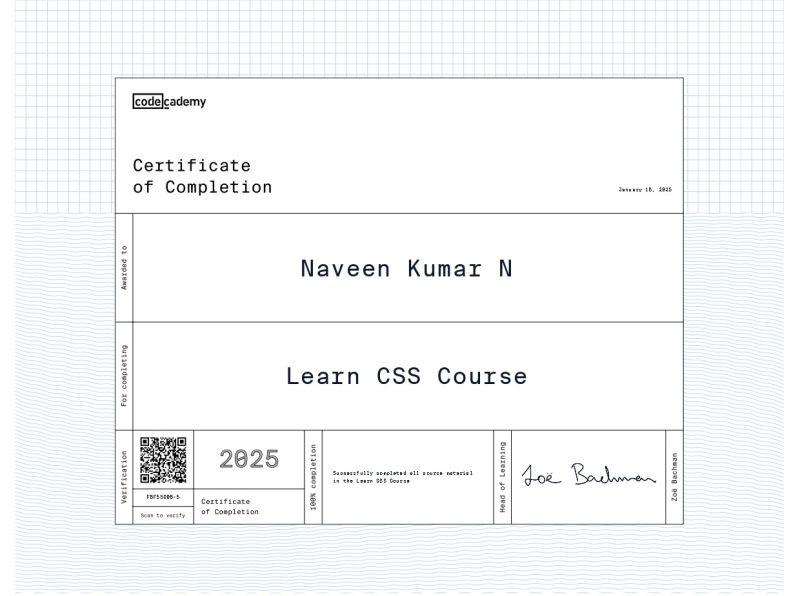 codecademy
Certificate
of Completion
January 18, 2025
Awarded to
Naveen Kumar N
For completing
Learn CSS Course
Verification
Scan to verify
2025
Certificate
of Completion
100% completion
Successfully completed all course material
in the Learn CSS Course
Head of Learning
Zoë Bachman
Zoë Bachman